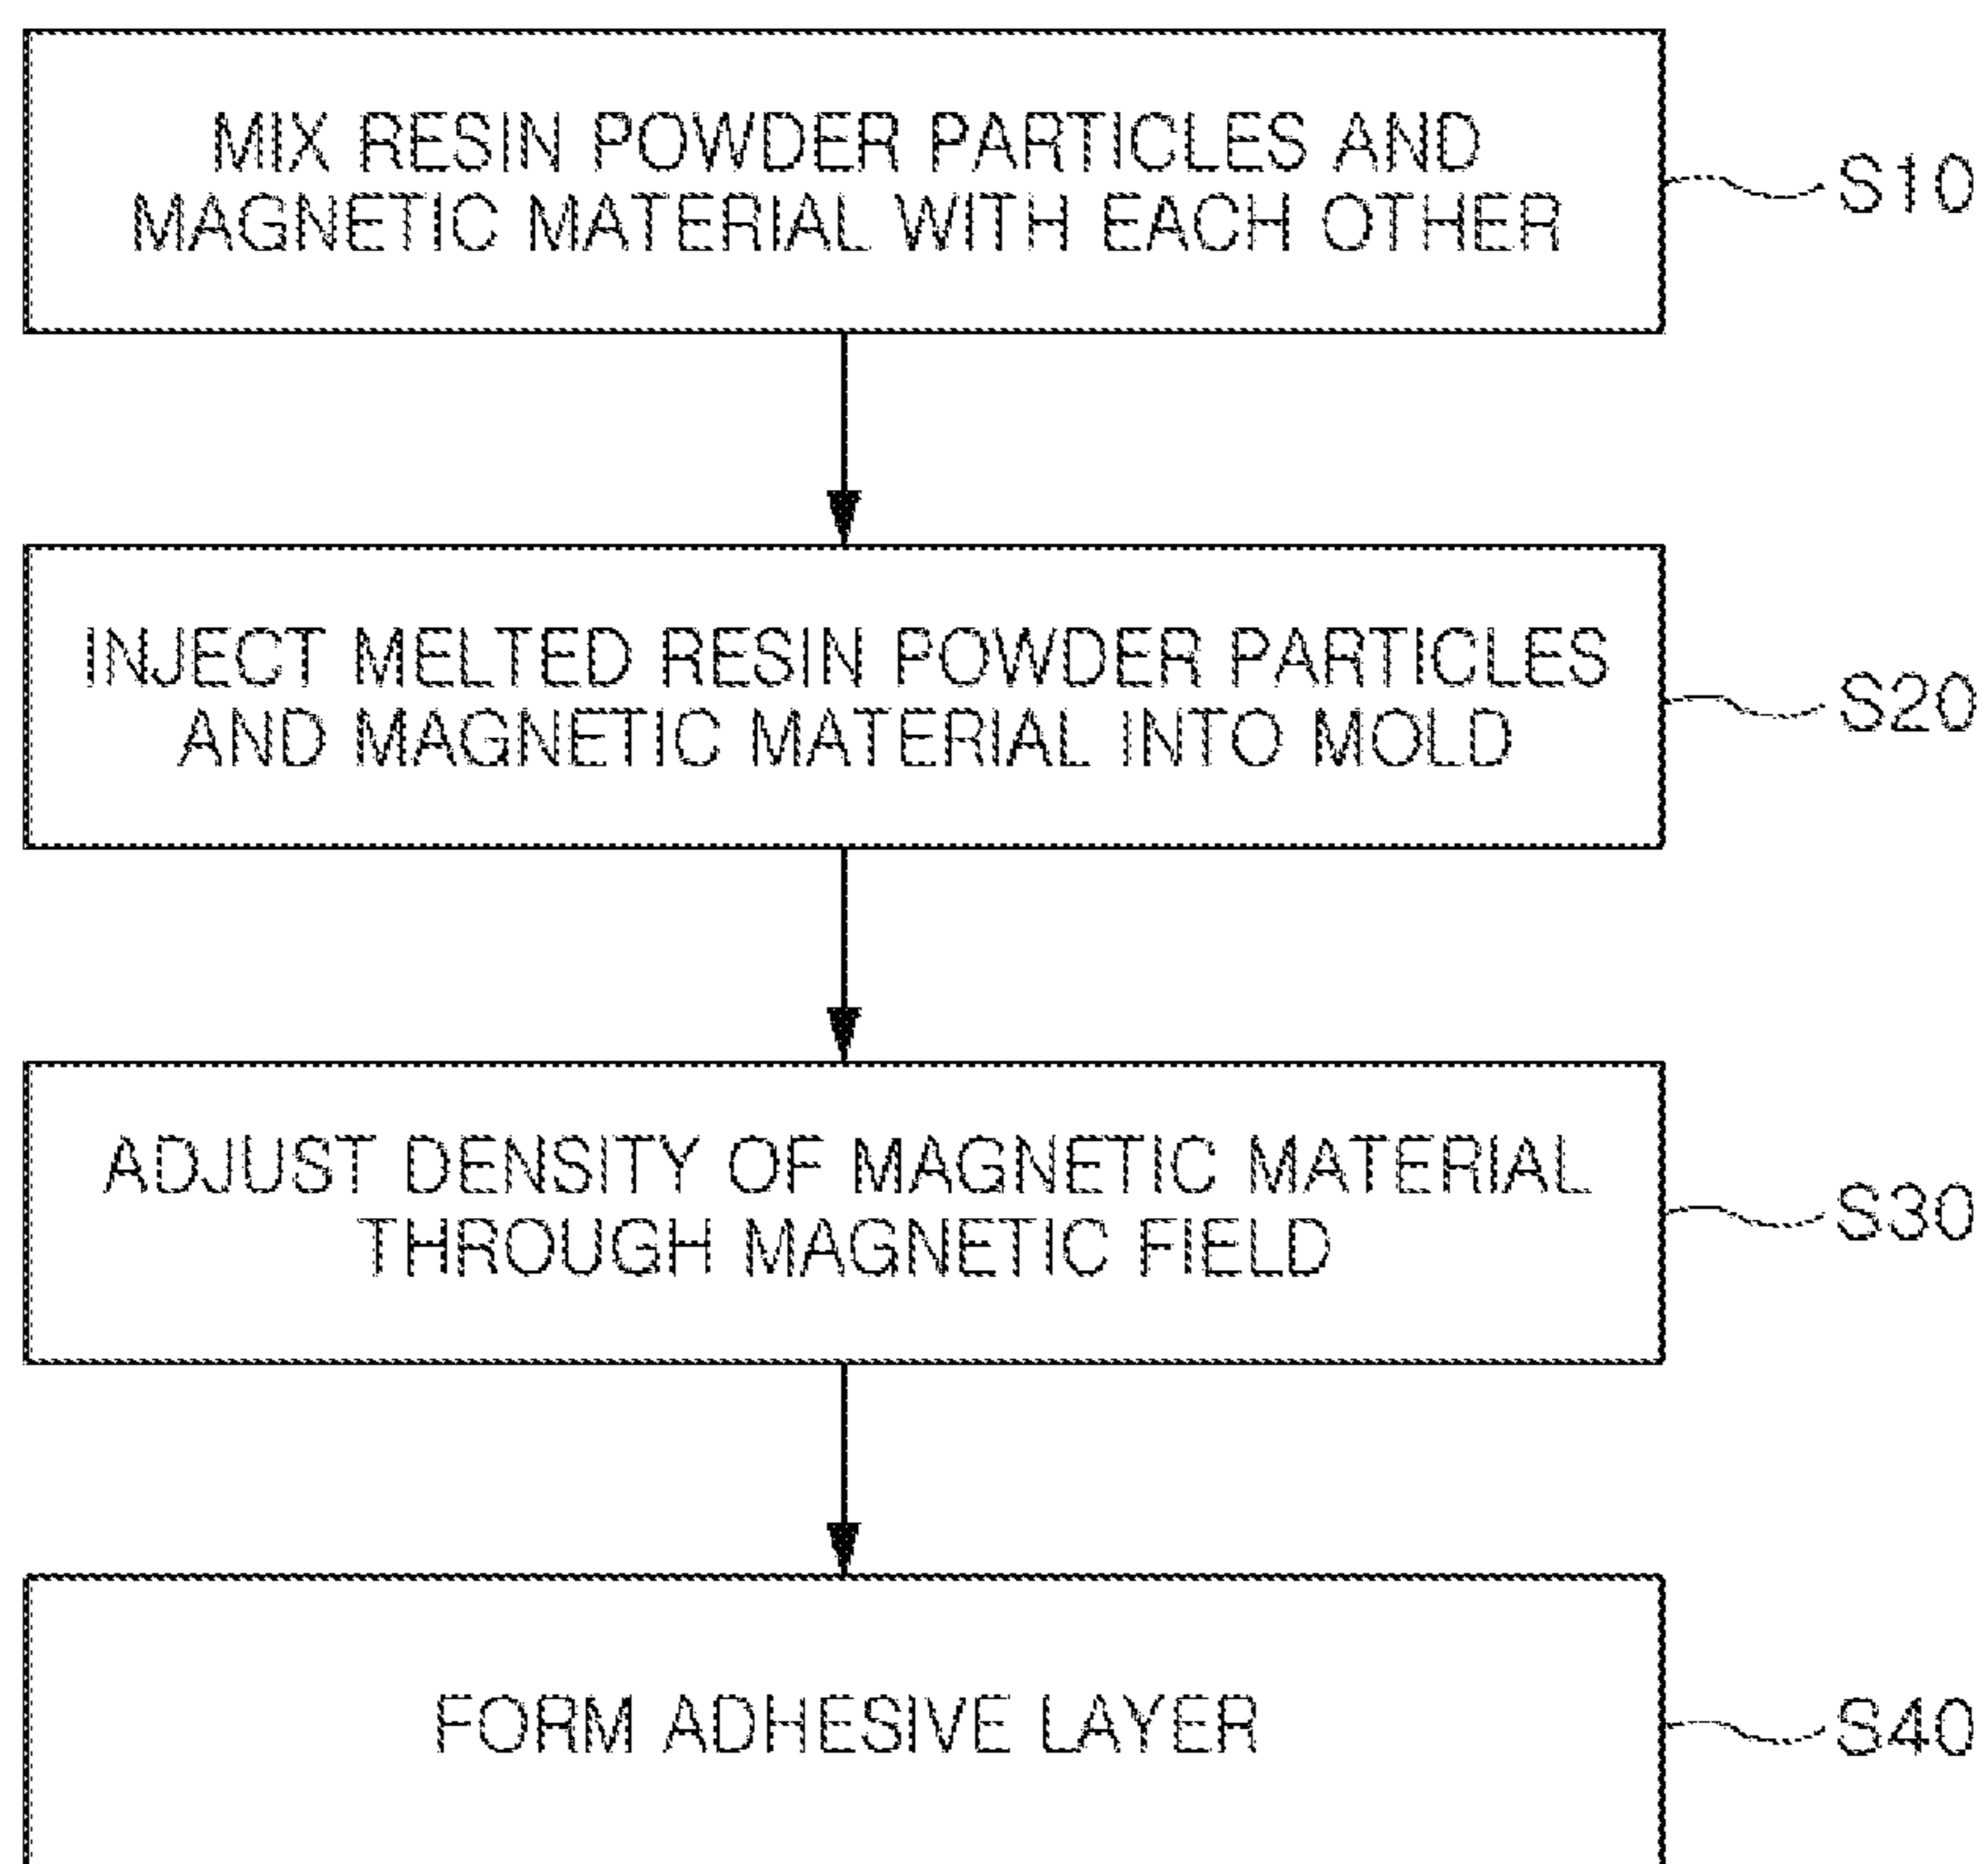 MIX RESIN POWDER PARTICLES AND
MAGNETIC MATERIAL WITH EACH OTHER
S10
INJECT MELTED RESIN POWDER PARTICLES
AND MAGNETIC MATERIAL INTO MOLD
S20
ADJUST DENSITY OF MAGNETIC MATERIAL
THROUGH MAGNETIC FIELD
S30
FORM ADHESIVE LAYER
S40